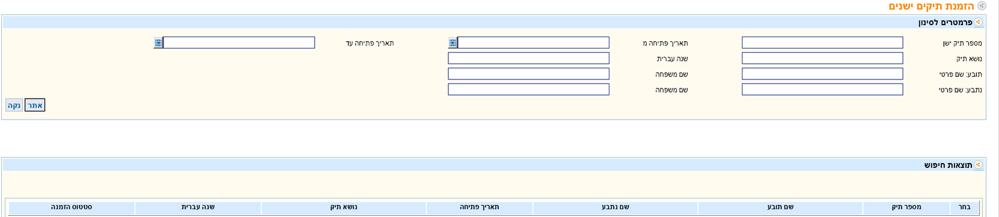 הזמנת תיקים ישנים
פרמטרים לסינון
מספר תיק ישן תאריך פתיחה מ תאריך פתיחה עד
נושא תיק שנה עברית
תובע: שם פרטי שם משפחה
נתבע: שם פרטי שם משפחה
אתר נקה
תוצאות חיפוש
בחר מספר תיק שם תובע שם נתבע תאריך פתיחה נושא תיק שנה עברית סטטוס הזמנה